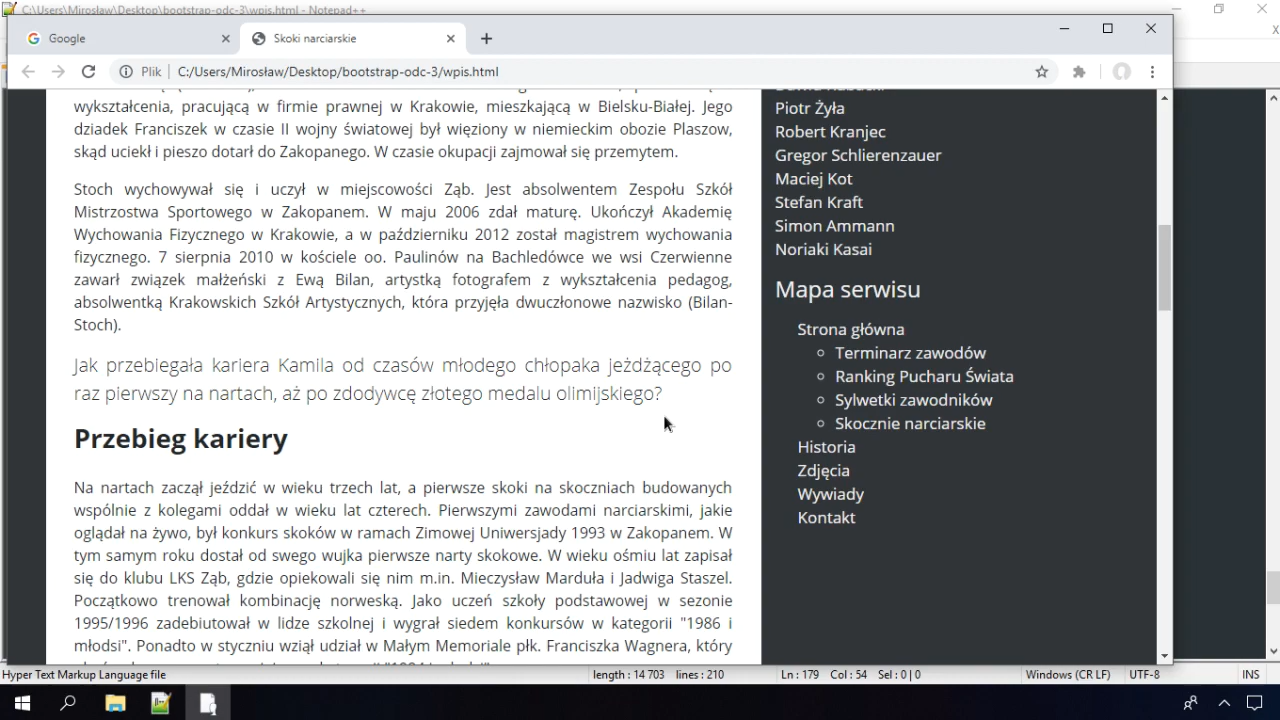 C:\Users\Mirosław\Desktop\bootstrap-odc-3\wpis.html - Notepad++
Google
Skoki narciarskie
Plik
C:/Users/Mirosław/Desktop/bootstrap-odc-3/wpis.html
wykształcenia, pracującą w firmie prawnej w Krakowie, mieszkającą w Bielsku-Białej. Jego
dziadek Franciszek w czasie II wojny światowej był więziony w niemieckim obozie Plaszow,
skąd uciekł i pieszo dotarł do Zakopanego. W czasie okupacji zajmował się przemytem.
Stoch wychowywał się i uczył w miejscowości Ząb. Jest absolwentem Zespołu Szkół
Mistrzostwa Sportowego w Zakopanem. W maju 2006 zdał maturę. Ukończył Akademię
Wychowania Fizycznego w Krakowie, a w październiku 2012 został magistrem wychowania
fizycznego 7 sierpnia 2010 w kościele oo. Paulinów na Bachledówce we wsi Czerwienne
zawarł związek małżeński z Ewą Bilan, artystką fotografem z wykształcenia pedagog,
absolwentką Krakowskich Szkół Artystycznych, która przyjęła dwuczłonowe nazwisko (Bilan-
Stoch).
Jak przebiegała kariera Kamila od czasów młodego chłopaka jeżdżącego po
raz pierwszy na nartach, aż po zdodywcę złotego medalu olimijskiego?
Przebieg kariery
Na nartach zaczął jeździć w wieku trzech lat, a pierwsze skoki na skoczniach budowanych
wspólnie z kolegami oddał w wieku lat czterech. Pierwszymi zawodami narciarskimi, jakie
oglądał na żywo, był konkurs skoków w ramach Zimowej Uniwersjady 1993 w Zakopanem. W
tym samym roku dostał od swego wujka pierwsze narty skokowe. W wieku ośmiu lat zapisał
się do klubu LKS Ząb, gdzie opiekowali się nim m.in. Mieczysław Marduła i Jadwiga Staszel.
Początkowo trenował kombinację norweską. Jako uczeń szkoły podstawowej w sezonie
1995/1996 zadebiutował w lidze szkolnej i wygrał siedem konkursów w kategorii "1986 i
młodsi". Ponadto w styczniu wziął udział w Małym Memoriale płk. Franciszka Wagnera, który
Piotr Żyła
Robert Kranjec
Gregor Schlierenzauer
Maciej Kot
Stefan Kraft
Simon Ammann
Noriaki Kasai
Mapa serwisu
Strona główna
Terminarz zawodów
Ranking Pucharu Świata
Sylwetki zawodników
Skocznie narciarskie
Historia
Zdjęcia
Wywiady
Kontakt
Hyper Text Markup Language file
length : 14 703 lines : 210
Ln : 179 Col : 54 Sel : 0 | 0
Windows (CR LF)
UTF-8
INS